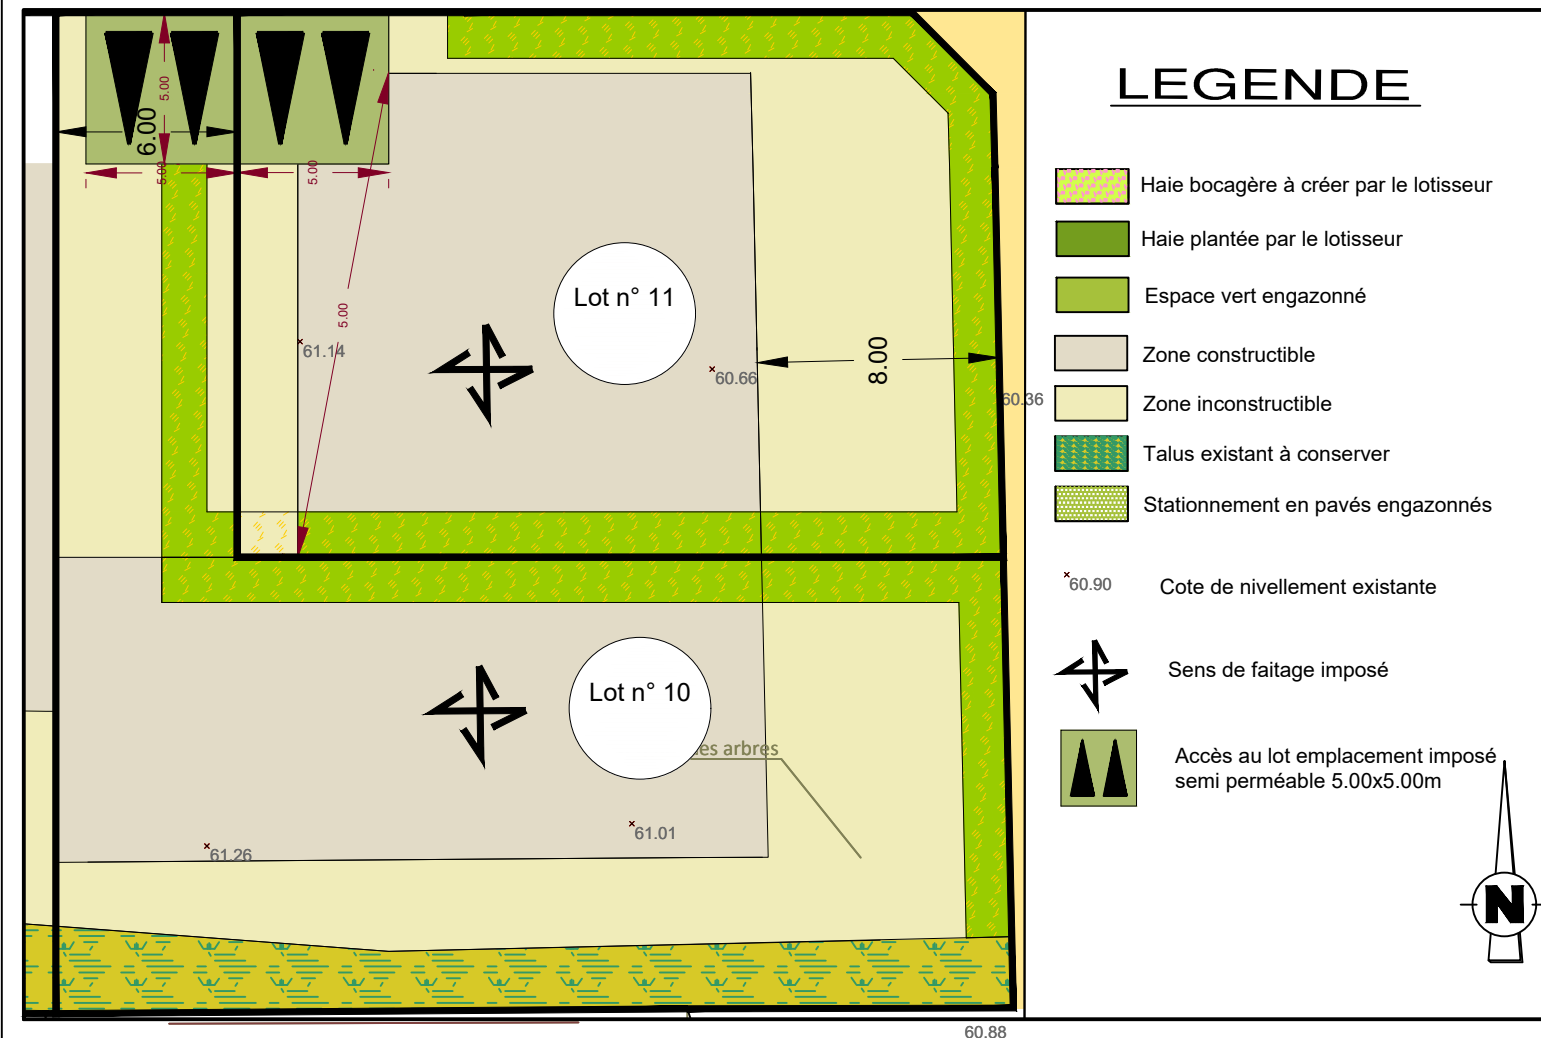 5.00
6.00
5.00
5.00
5.00
Lot n° 11
61.14
60.66
8.00
60.36
Lot n° 10
es arbres
61.01
61.26
60.88
LEGENDE
Haie bocagère à créer par le lotisseur
Haie plantée par le lotisseur
Espace vert engazonné
Zone constructible
Zone inconstructible
Talus existant à conserver
Stationnement en pavés engazonnés
60.90
Cote de nivellement existante
Sens de faitage imposé
Accès au lot emplacement imposé
semi perméable 5.00x5.00m
N